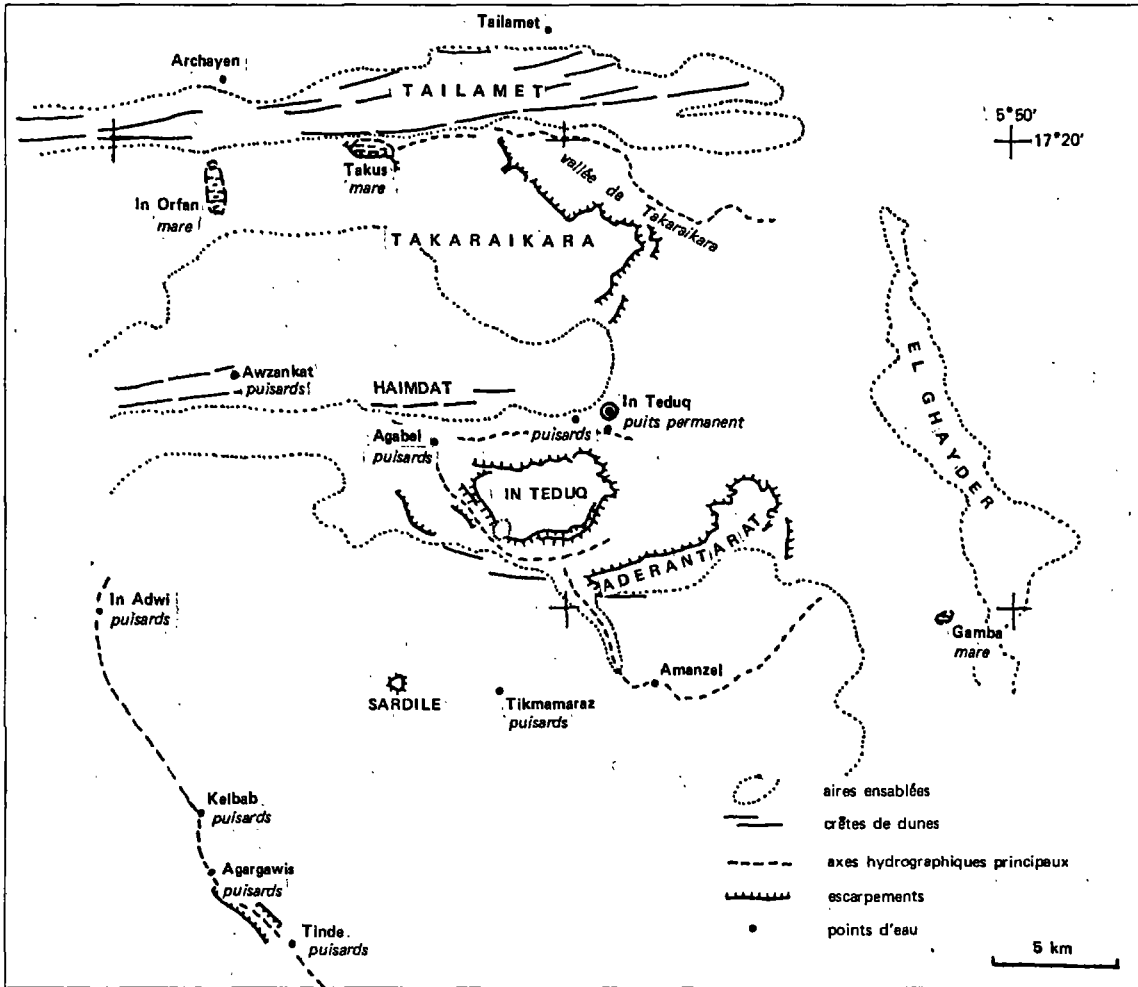 Tailamet
Archayen
TAILAMET
5° 50'
17° 20'
Takus
mare
vallée de Takaraikara
In Orfan
mare
TAKARAIKARA
EL GHAYDER
Awzankat
puisards
HAIMDAT
In Teduq
puits permanent
puisards
Agabel
puisards
IN TEDUQ
ADERANTARAT
In Adwi
puisards
Gamba
mare
Amanzel
SARDILE
Tikmamaraz
puisards
aires ensablées
Kelbab
puisards
crêtes de dunes
axes hydrographiques principaux
Agargawis
puisards
escarpements
Tinde
puisards
points d'eau
5 km